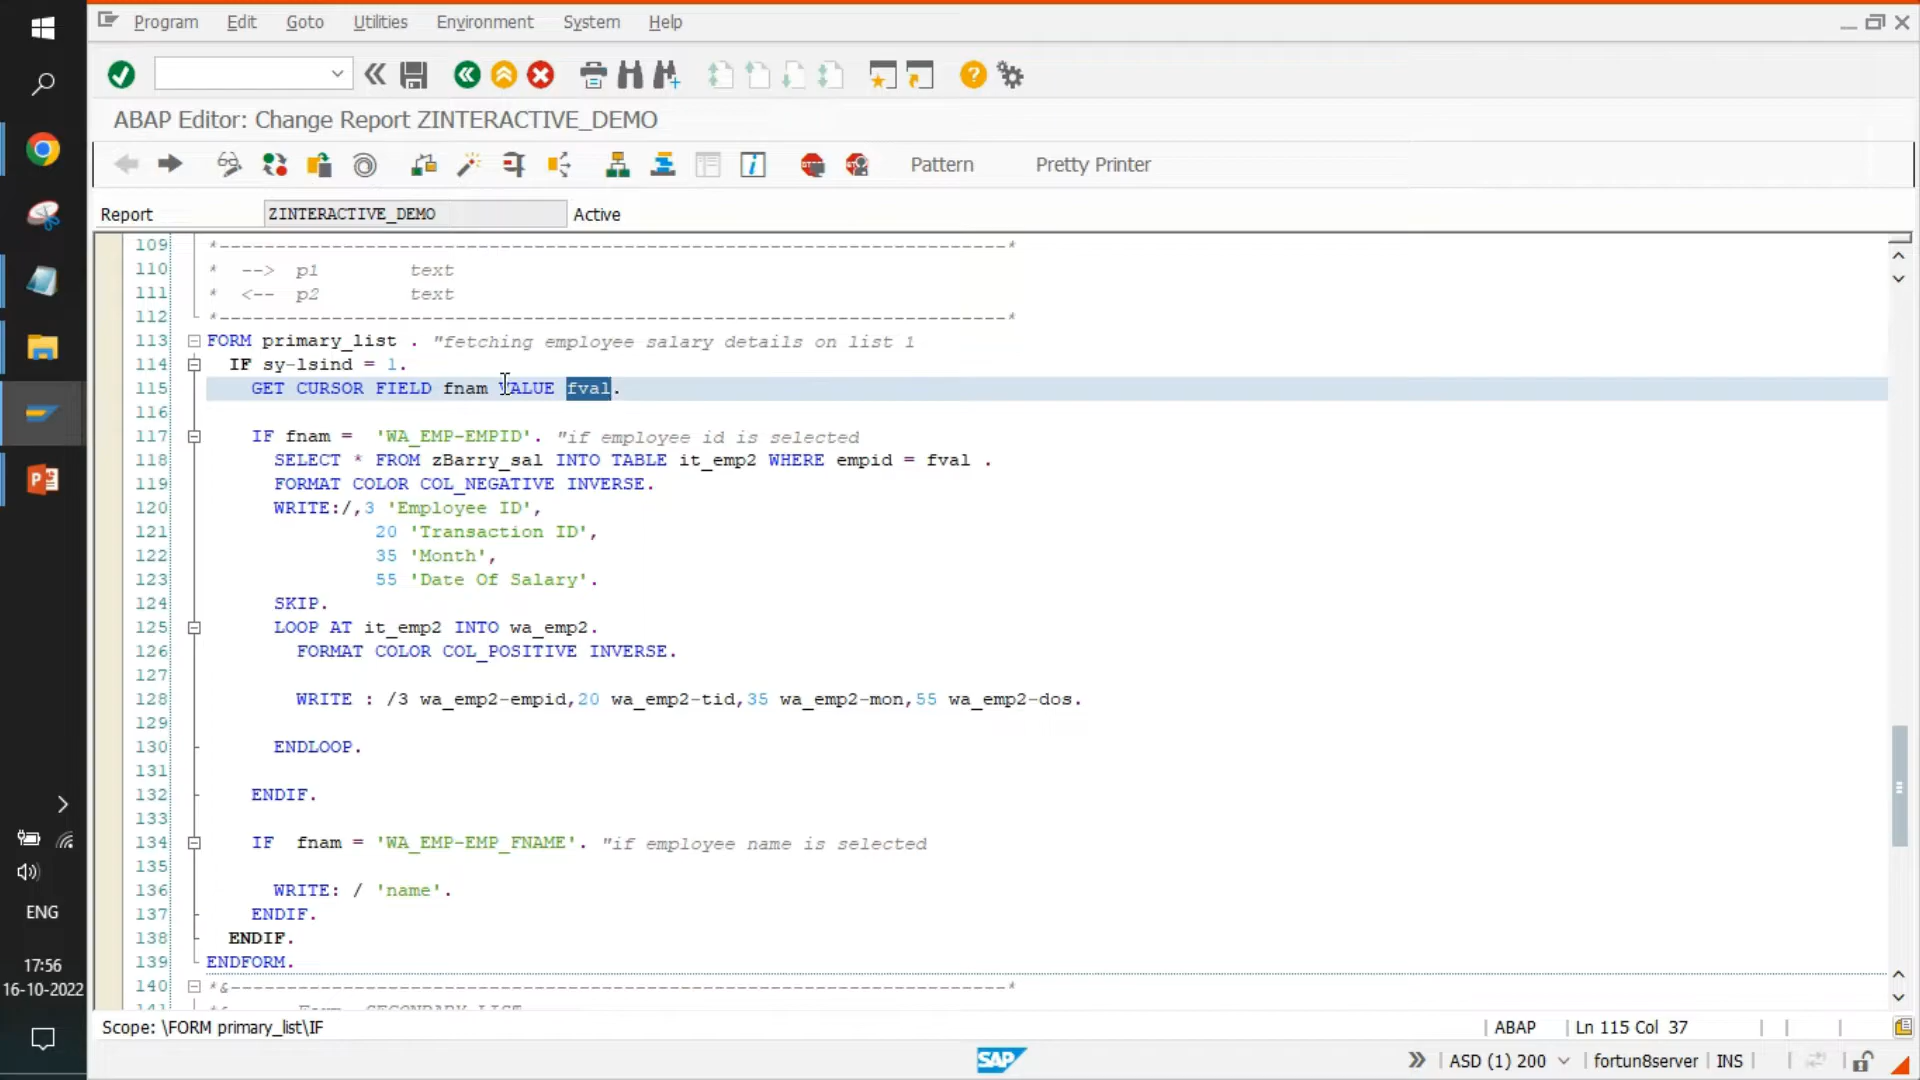 Program Edit Goto Utilities Environment System Help
ABAP Editor: Change Report ZINTERACTIVE_DEMO
Pattern Pretty Printer
Report ZINTERACTIVE_DEMO Active
109 *----------------------------------------------------------------------*
110 *  -->  p1        text
111 *  <--  p2        text
112 *----------------------------------------------------------------------*
113 FORM primary_list . "fetching employee salary details on list 1
114 IF sy-lsind = 1.
115 GET CURSOR FIELD fnam VALUE fval.
116
117 IF fnam =  'WA_EMP-EMPID'. "if employee id is selected
118 SELECT * FROM zBarry_sal INTO TABLE it_emp2 WHERE empid = fval .
119 FORMAT COLOR COL_NEGATIVE INVERSE.
120 WRITE:/,3 'Employee ID',
121 20 'Transaction ID',
122 35 'Month',
123 55 'Date Of Salary'.
124 SKIP.
125 LOOP AT it_emp2 INTO wa_emp2.
126 FORMAT COLOR COL_POSITIVE INVERSE.
127
128 WRITE : /3 wa_emp2-empid,20 wa_emp2-tid,35 wa_emp2-mon,55 wa_emp2-dos.
129
130 ENDLOOP.
131
132 ENDIF.
133
134 IF  fnam = 'WA_EMP-EMP_FNAME'. "if employee name is selected
135
136 WRITE: / 'name'.
137 ENDIF.
138 ENDIF.
139 ENDFORM.
140 *&---------------------------------------------------------------------*
Scope: \FORM primary_list\IF ABAP Ln 115 Col 37
SAP ASD (1) 200 fortun8server INS
ENG
17:56
16-10-2022